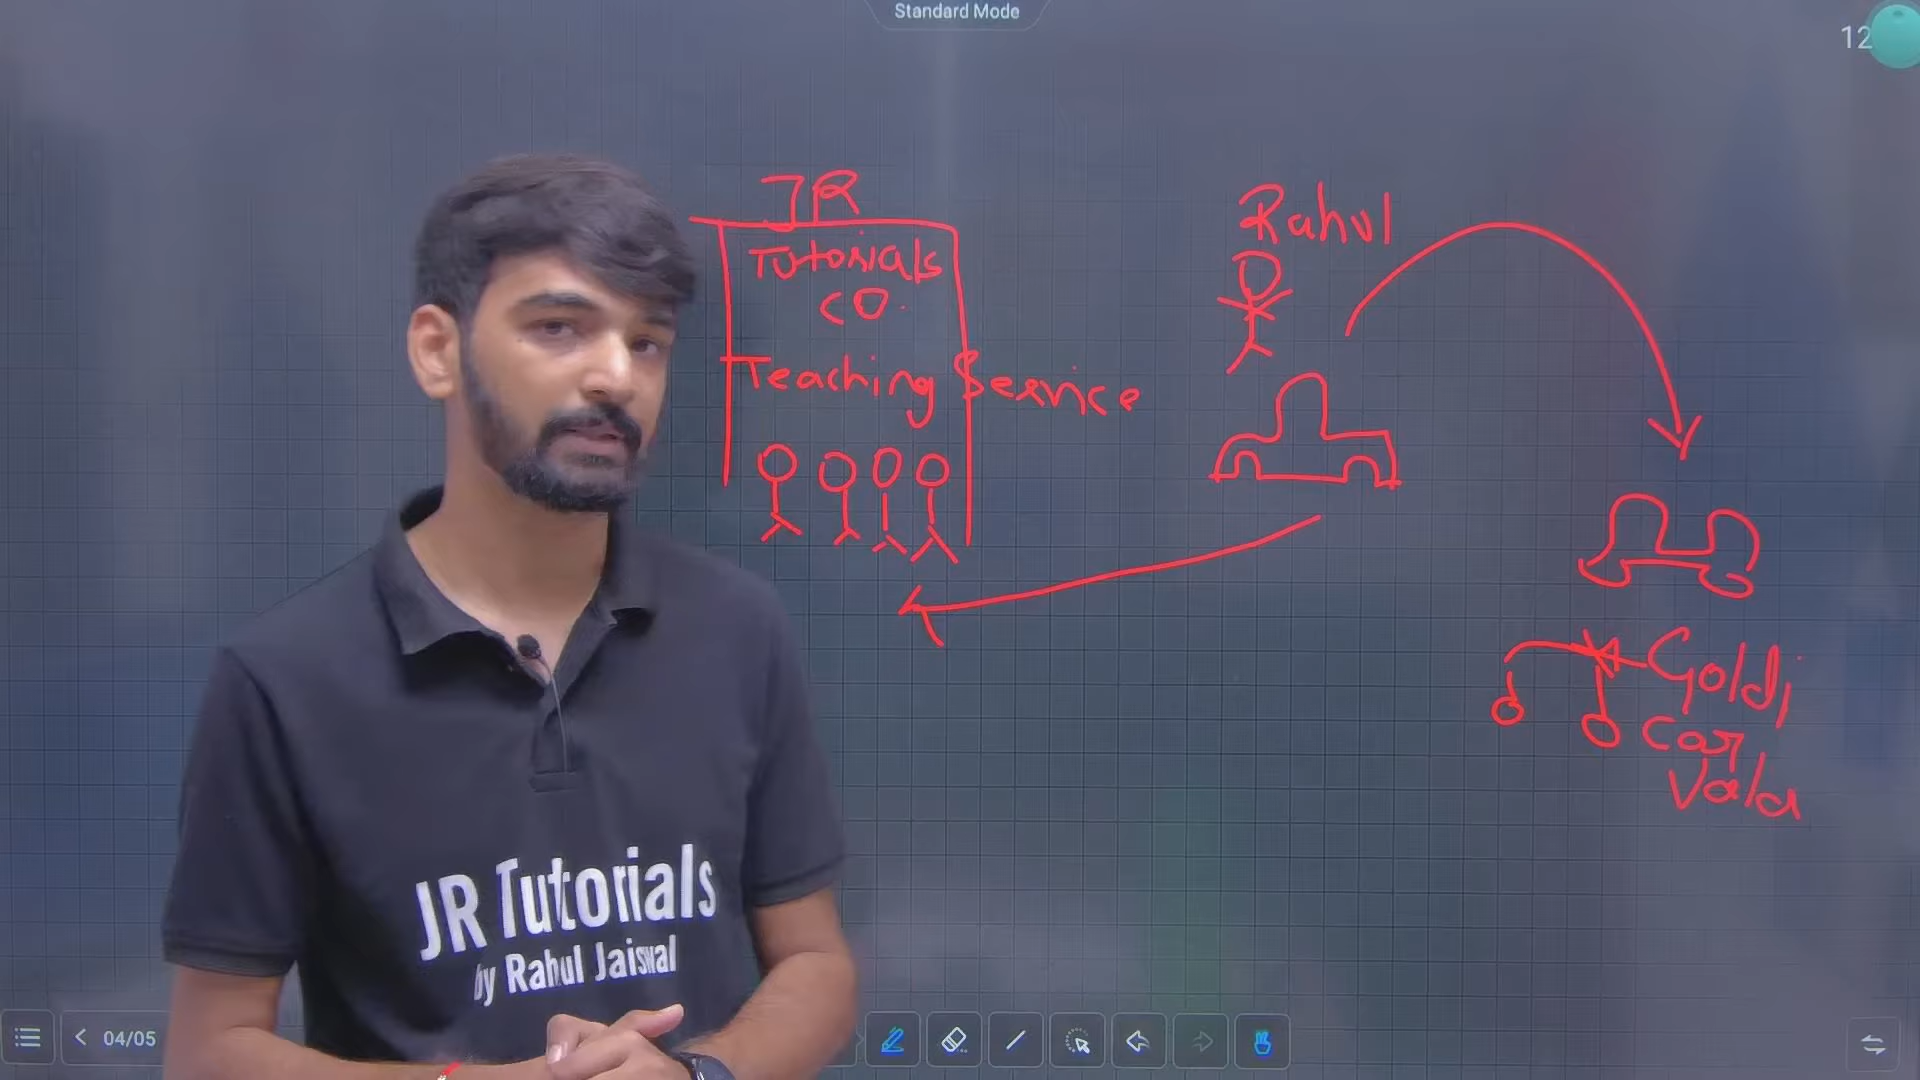 Standard Mode
12
JR
Tutorials
CO.
Teaching Service
Rahul
Goldi
Car
Vala
JR Tutorials
by Rahul Jaiswal
04/05